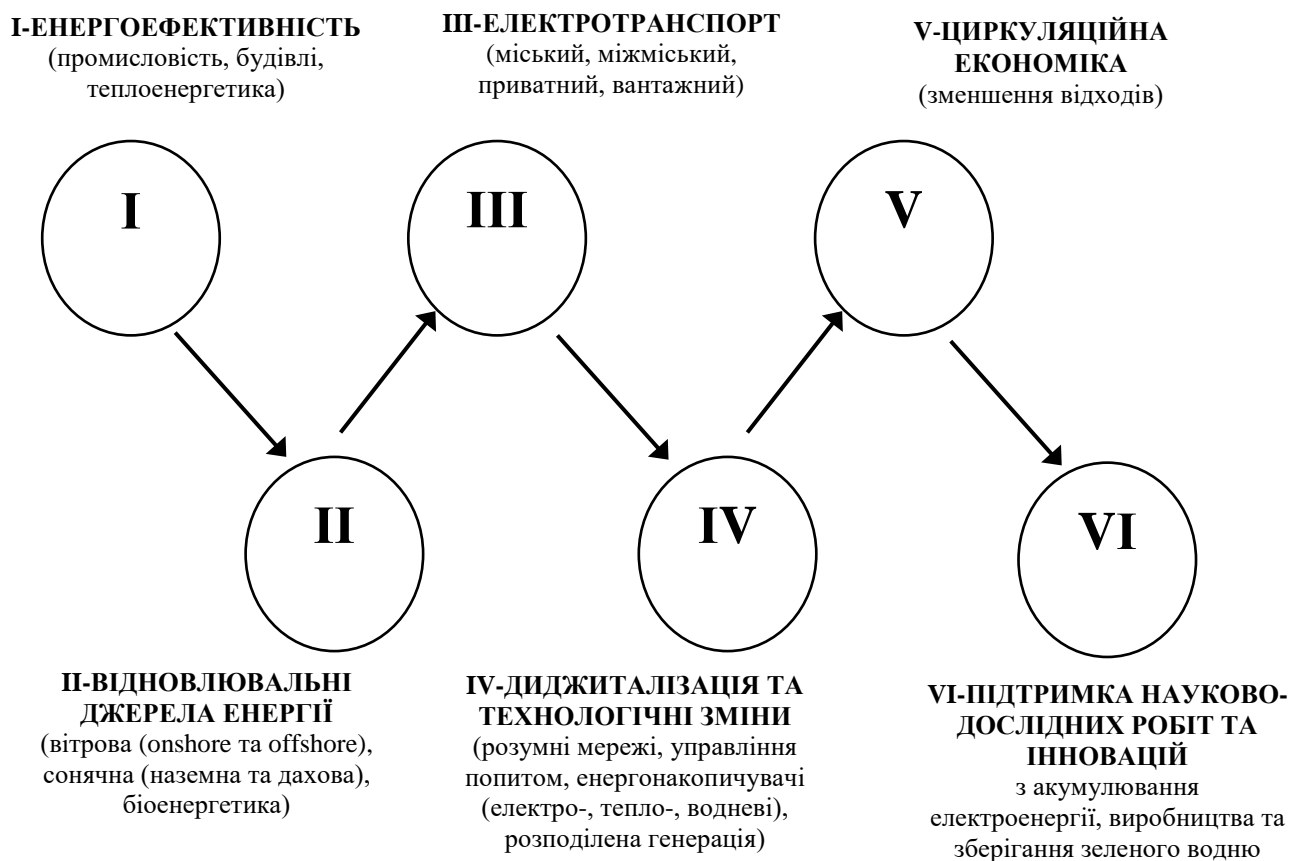 І-ЕНЕРГОЕФЕКТИВНІСТЬ
(промисловість, будівлі,
теплоенергетика)
ІІІ-ЕЛЕКТРОТРАНСПОРТ
(міський, міжміський,
приватний, вантажний)
V-ЦИРКУЛЯЦІЙНА
ЕКОНОМІКА
(зменшення відходів)
I
III
V
II
IV
VI
ІІ-ВІДНОВЛЮВАЛЬНІ
ДЖЕРЕЛА ЕНЕРГІЇ
(вітрова (onshore та offshore),
сонячна (наземна та дахова),
біоенергетика)
IV-ДИДЖИТАЛІЗАЦІЯ ТА
ТЕХНОЛОГІЧНІ ЗМІНИ
(розумні мережі, управління
попитом, енергонакопичувачі
(електро-, тепло-, водневі),
розподілена генерація)
VI-ПІДТРИМКА НАУКОВО-
ДОСЛІДНИХ РОБІТ ТА
ІННОВАЦІЙ
з акумулювання
електроенергії, виробництва та
зберігання зеленого водню